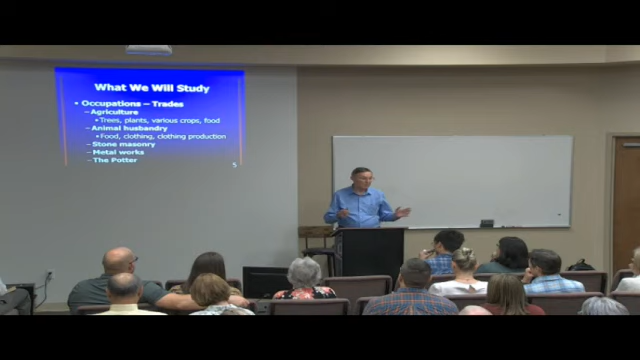 What We Will Study
• Occupations – Trades
– Agriculture
• Trees, plants, various crops, food
– Animal husbandry
• Food, clothing, clothing production
– Stone masonry
– Metal works
– The Potter
5